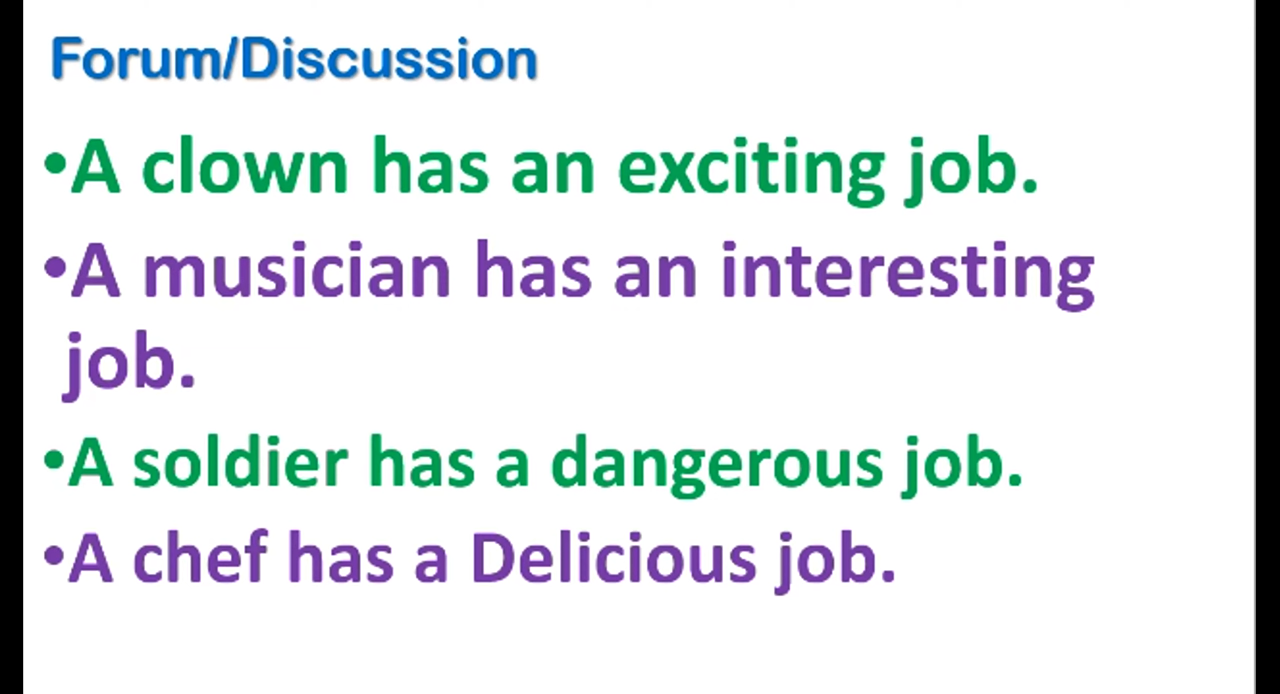 Forum/Discussion
•A clown has an exciting job.
•A musician has an interesting
job.
•A soldier has a dangerous job.
•A chef has a Delicious job.